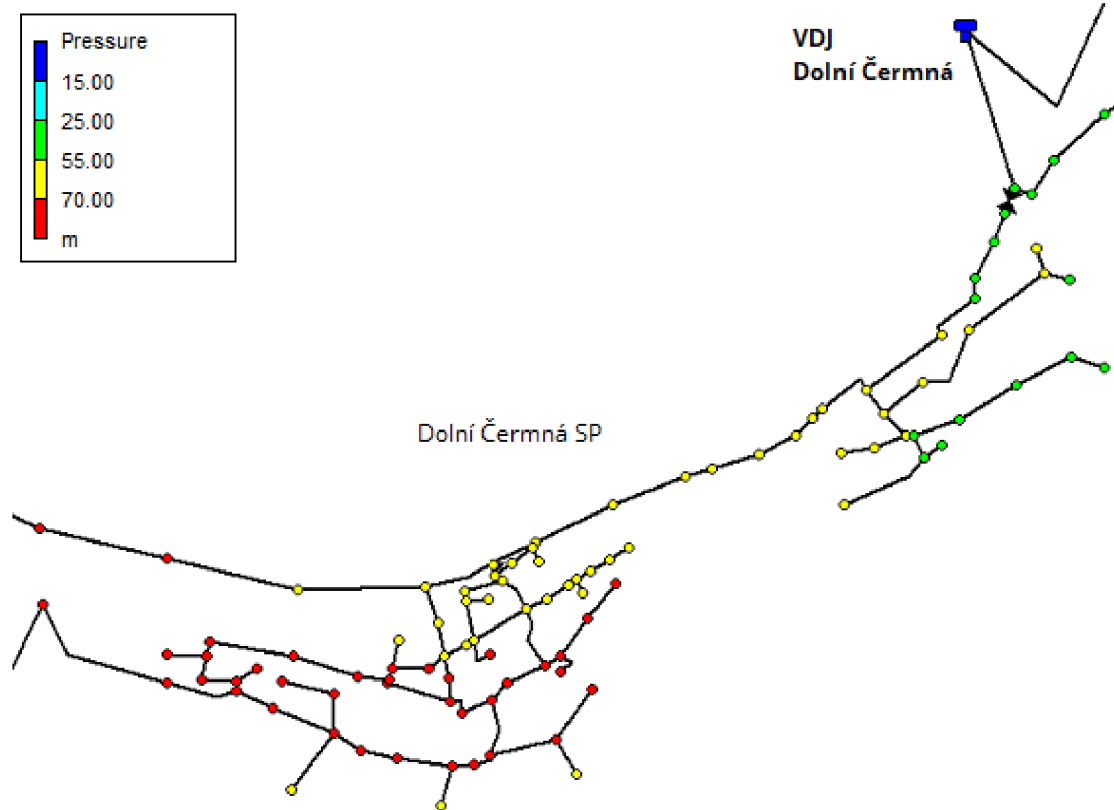 Pressure
15.00
25.00
55.00
70.00
m
VDJ
Dolní Čermná
Dolní Čermná SP